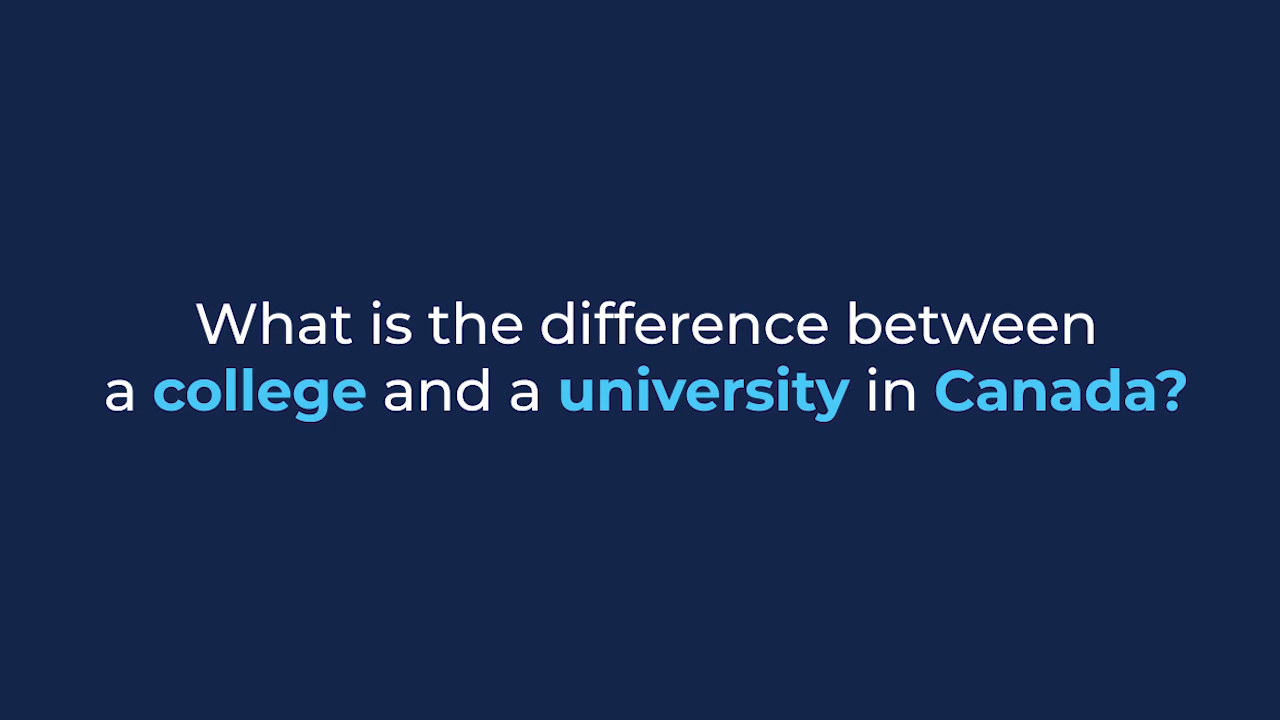 What is the difference between
a college and a university in Canada?